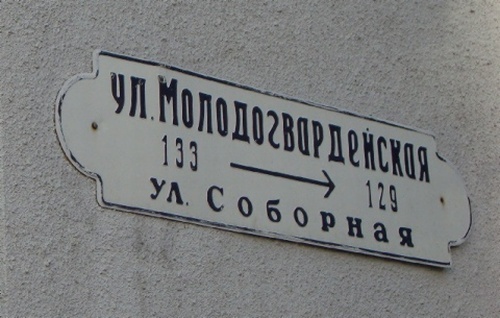 ул. Молодогвардейская
133 → 129
ул. Соборная